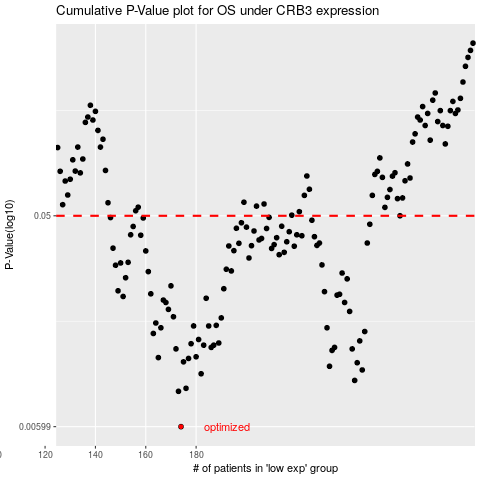 Cumulative P-Value plot for OS under CRB3 expression
P-Value(log10)
0.05
0.00599
optimized
0 120 140 160 180
# of patients in 'low exp' group